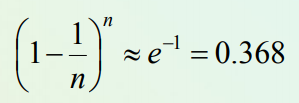 (1 - 1/n)^n ≈ e^-1 = 0.368